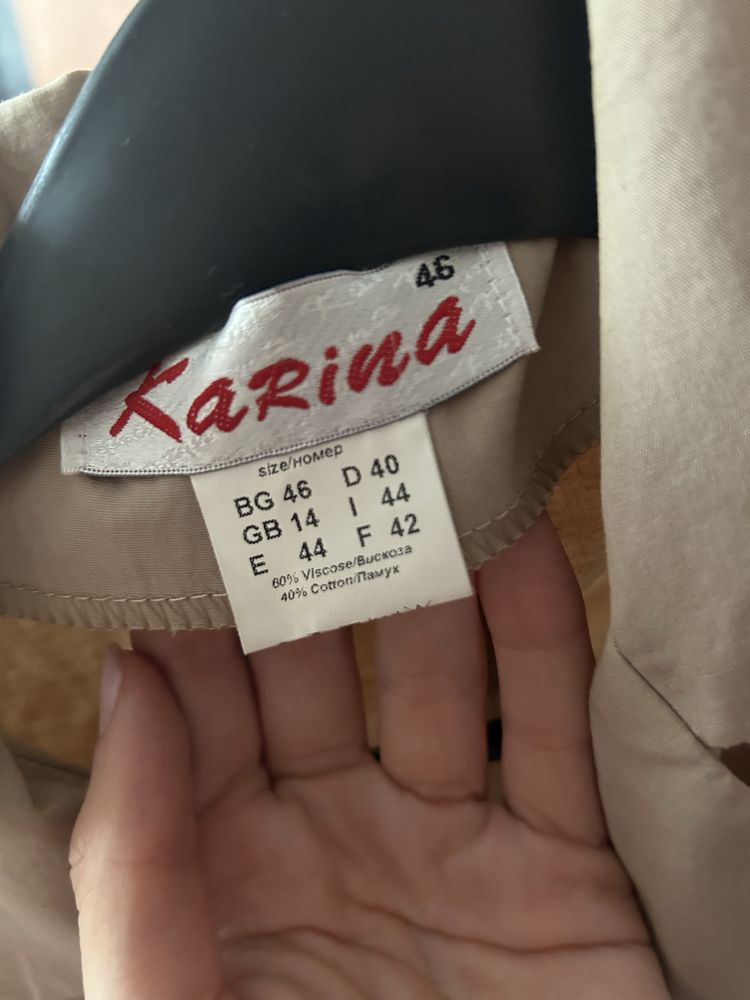 46
KaRina
size/номер
BG 46 D 40
GB 14 I 44
E 44 F 42
60% Viscose/Вискоза
40% Cotton/Памук